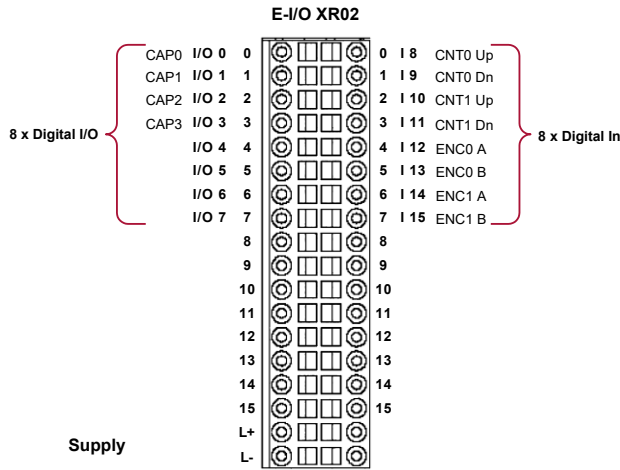 E-I/O XR02
CAP0 I/O 0 0 0 I 8 CNT0 Up
CAP1 I/O 1 1 1 I 9 CNT0 Dn
CAP2 I/O 2 2 2 I 10 CNT1 Up
CAP3 I/O 3 3 3 I 11 CNT1 Dn
8 x Digital I/O 8 x Digital In
I/O 4 4 4 I 12 ENC0 A
I/O 5 5 5 I 13 ENC0 B
I/O 6 6 6 I 14 ENC1 A
I/O 7 7 7 I 15 ENC1 B
8 8
9 9
10 10
11 11
12 12
13 13
14 14
15 15
L+
Supply
L-